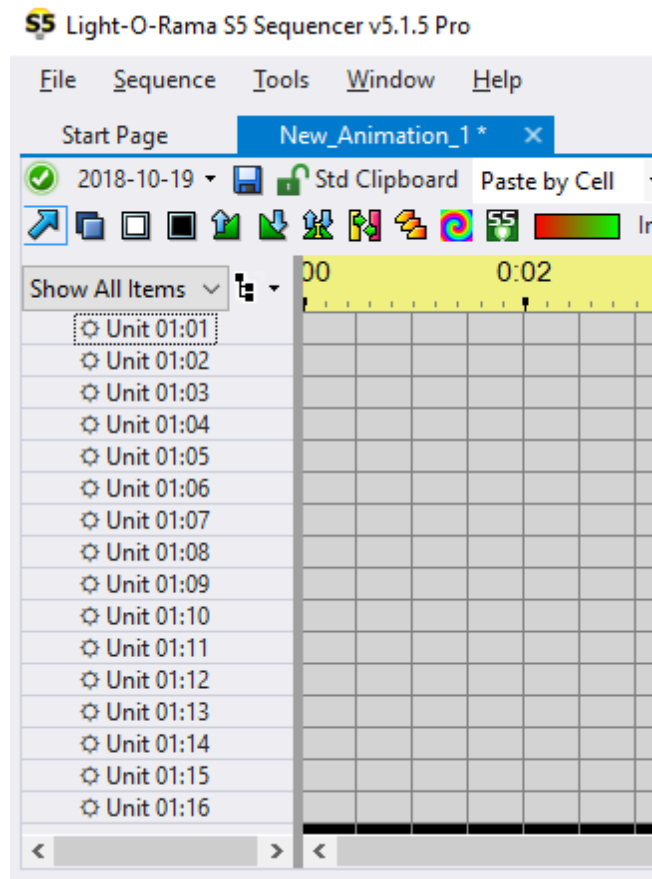 S5 Light-O-Rama S5 Sequencer v5.1.5 Pro
File Sequence Tools Window Help
Start Page New_Animation_1 * ×
2018-10-19 Std Clipboard Paste by Cell
S5
00 0:02
Show All Items
Unit 01:01
Unit 01:02
Unit 01:03
Unit 01:04
Unit 01:05
Unit 01:06
Unit 01:07
Unit 01:08
Unit 01:09
Unit 01:10
Unit 01:11
Unit 01:12
Unit 01:13
Unit 01:14
Unit 01:15
Unit 01:16